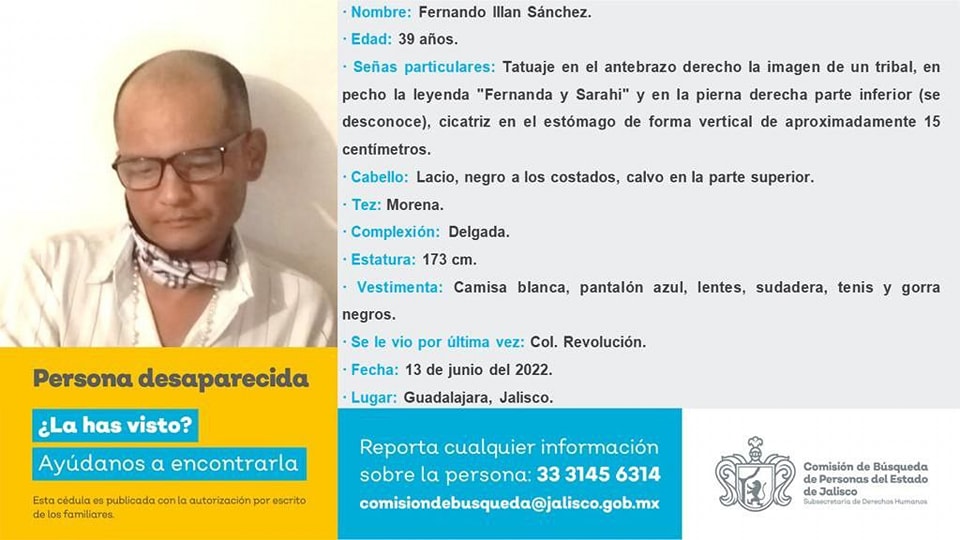 · Nombre: Fernando Illan Sánchez.
· Edad: 39 años.
· Señas particulares: Tatuaje en el antebrazo derecho la imagen de un tribal, en
pecho la leyenda "Fernanda y Sarahi" y en la pierna derecha parte inferior (se
desconoce), cicatriz en el estómago de forma vertical de aproximadamente 15
centímetros.
· Cabello: Lacio, negro a los costados, calvo en la parte superior.
· Tez: Morena.
· Complexión: Delgada.
· Estatura: 173 cm.
· Vestimenta: Camisa blanca, pantalón azul, lentes, sudadera, tenis y gorra
negros.
· Se le vio por última vez: Col. Revolución.
· Fecha: 13 de junio del 2022.
· Lugar: Guadalajara, Jalisco.
Persona desaparecida
¿La has visto?
Ayúdanos a encontrarla
Esta cédula es publicada con la autorización por escrito
de los familiares.
Reporta cualquier información
sobre la persona: 33 3145 6314
comisiondebusqueda@jalisco.gob.mx
Comisión de Búsqueda
de Personas del Estado
de Jalisco
Subsecretaría de Derechos Humanos